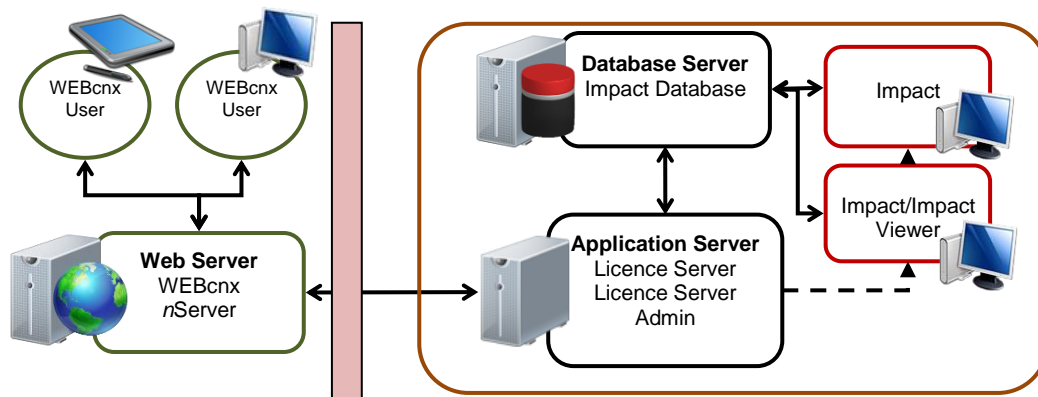 WEBcnx
User
WEBcnx
User
Database Server
Impact Database
Impact
Impact/Impact
Viewer
Web Server
WEBcnx
nServer
Application Server
Licence Server
Licence Server
Admin